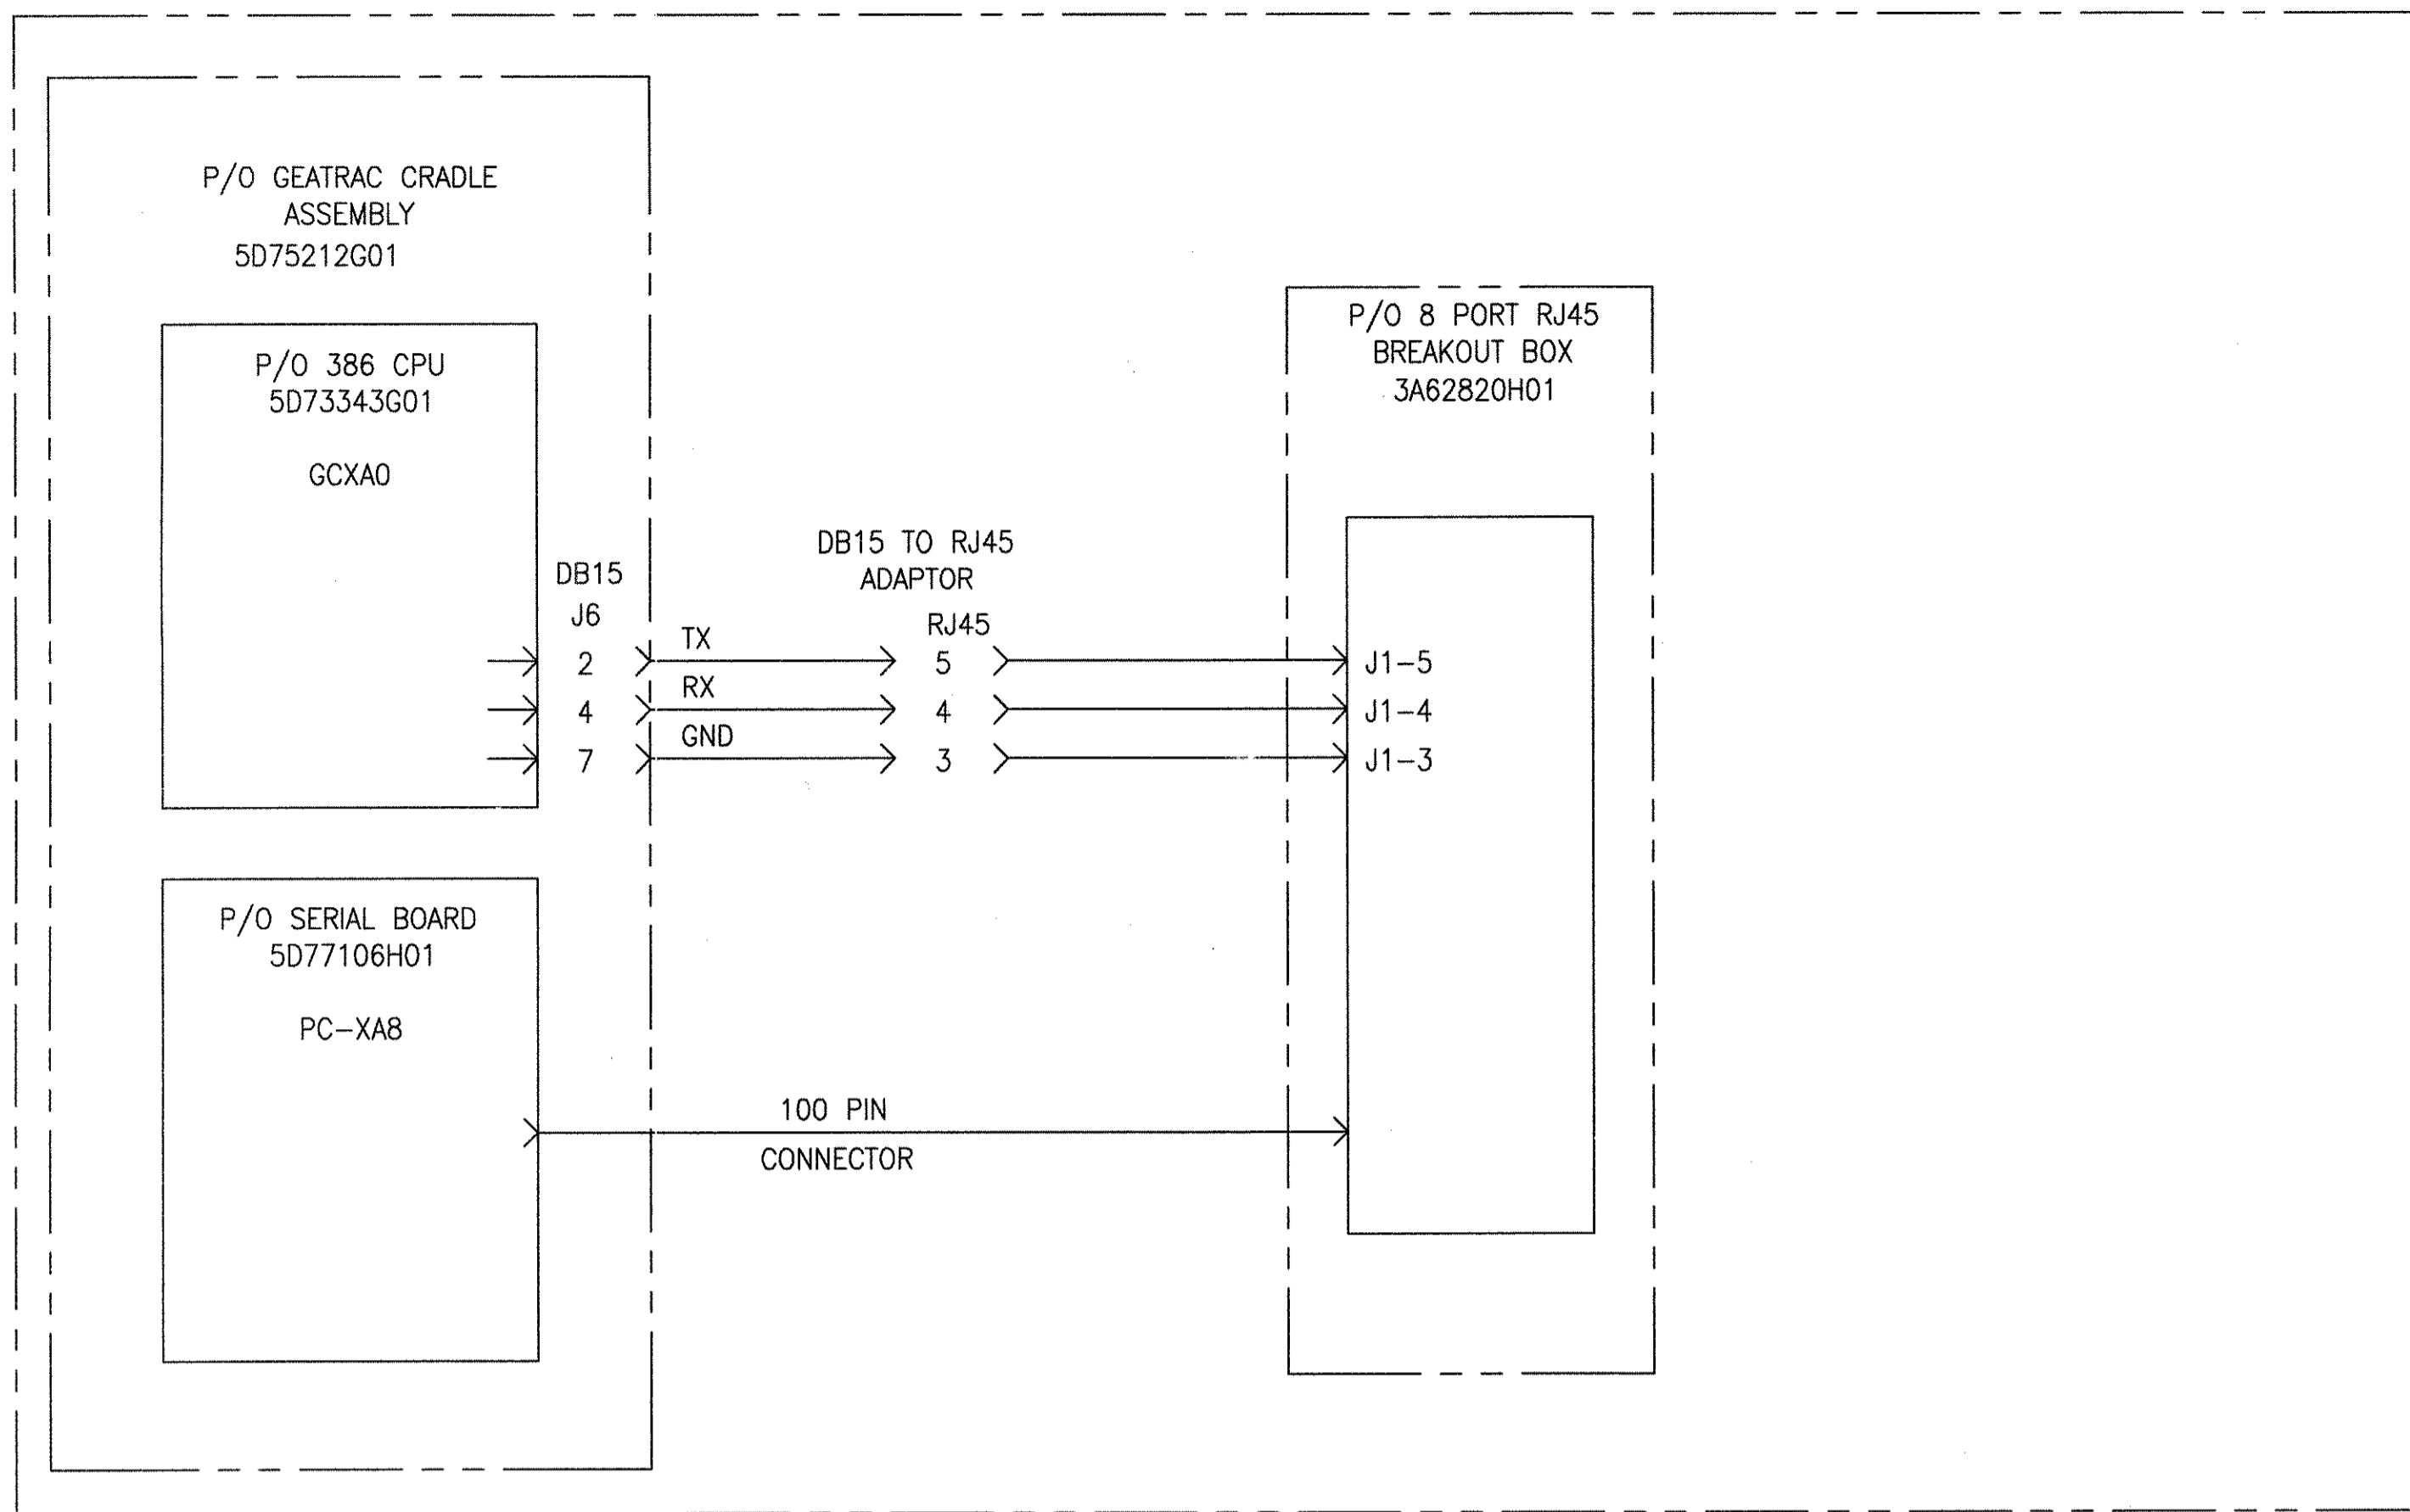 P/O GEATRAC CRADLE
ASSEMBLY
5D75212G01
P/O 386 CPU
5D73343G01
GCXA0
DB15
J6
2
4
7
TX
RX
GND
DB15 TO RJ45
ADAPTOR
RJ45
5
4
3
P/O 8 PORT RJ45
BREAKOUT BOX
3A62820H01
J1-5
J1-4
J1-3
P/O SERIAL BOARD
5D77106H01
PC-XA8
100 PIN
CONNECTOR